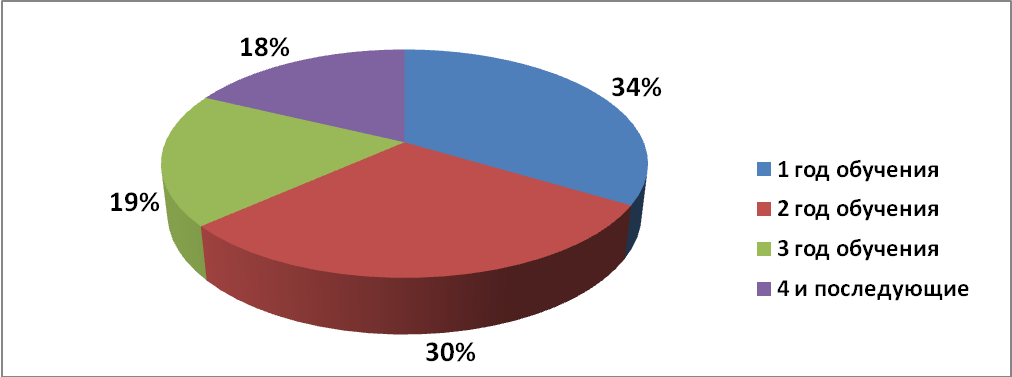 18%
34%
19%
30%
1 год обучения
2 год обучения
3 год обучения
4 и последующие